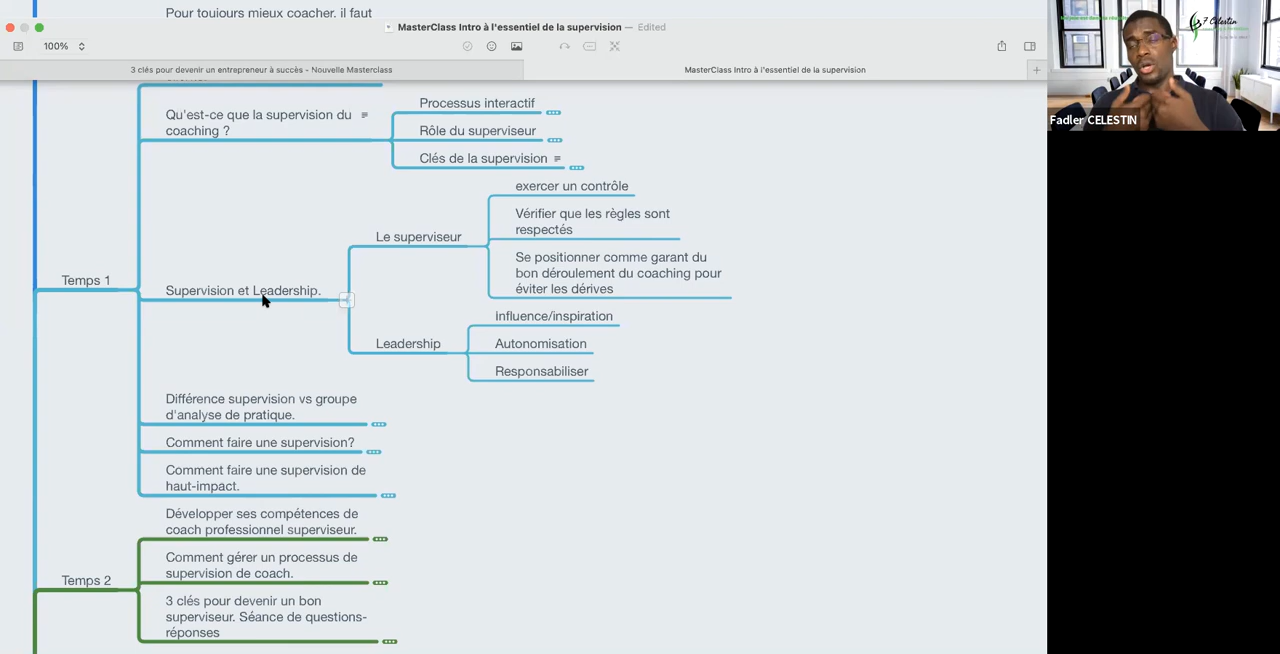 Pour toujours mieux coacher, il faut
MasterClass Intro à l'essentiel de la supervision — Edited
100%
3 clés pour devenir un entrepreneur à succès - Nouvelle Masterclass
MasterClass Intro à l'essentiel de la supervision
Qu'est-ce que la supervision du
coaching ?
Processus interactif
Rôle du superviseur
Clés de la supervision
Temps 1
Supervision et Leadership.
Le superviseur
exercer un contrôle
Vérifier que les règles sont
respectés
Se positionner comme garant du
bon déroulement du coaching pour
éviter les dérives
Leadership
Influence/inspiration
Autonomisation
Responsabiliser
Différence supervision vs groupe
d'analyse de pratique.
Comment faire une supervision?
Comment faire une supervision de
haut-impact.
Temps 2
Développer ses compétences de
coach professionnel superviseur.
Comment gérer un processus de
supervision de coach.
3 clés pour devenir un bon
superviseur. Séance de questions-
réponses
7 Célestin
Fadler CELESTIN